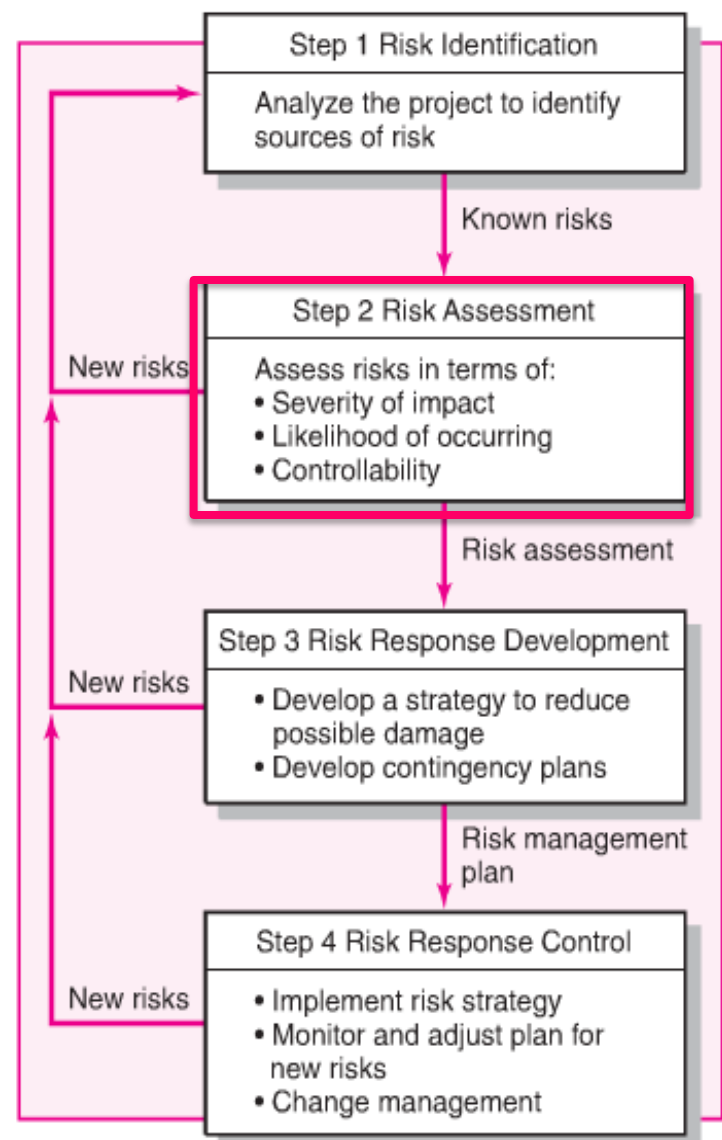 Step 1 Risk Identification
Analyze the project to identify
sources of risk
Known risks
Step 2 Risk Assessment
New risks
Assess risks in terms of:
• Severity of impact
• Likelihood of occurring
• Controllability
Risk assessment
Step 3 Risk Response Development
New risks
• Develop a strategy to reduce
possible damage
• Develop contingency plans
Risk management
plan
Step 4 Risk Response Control
New risks
• Implement risk strategy
• Monitor and adjust plan for
new risks
• Change management